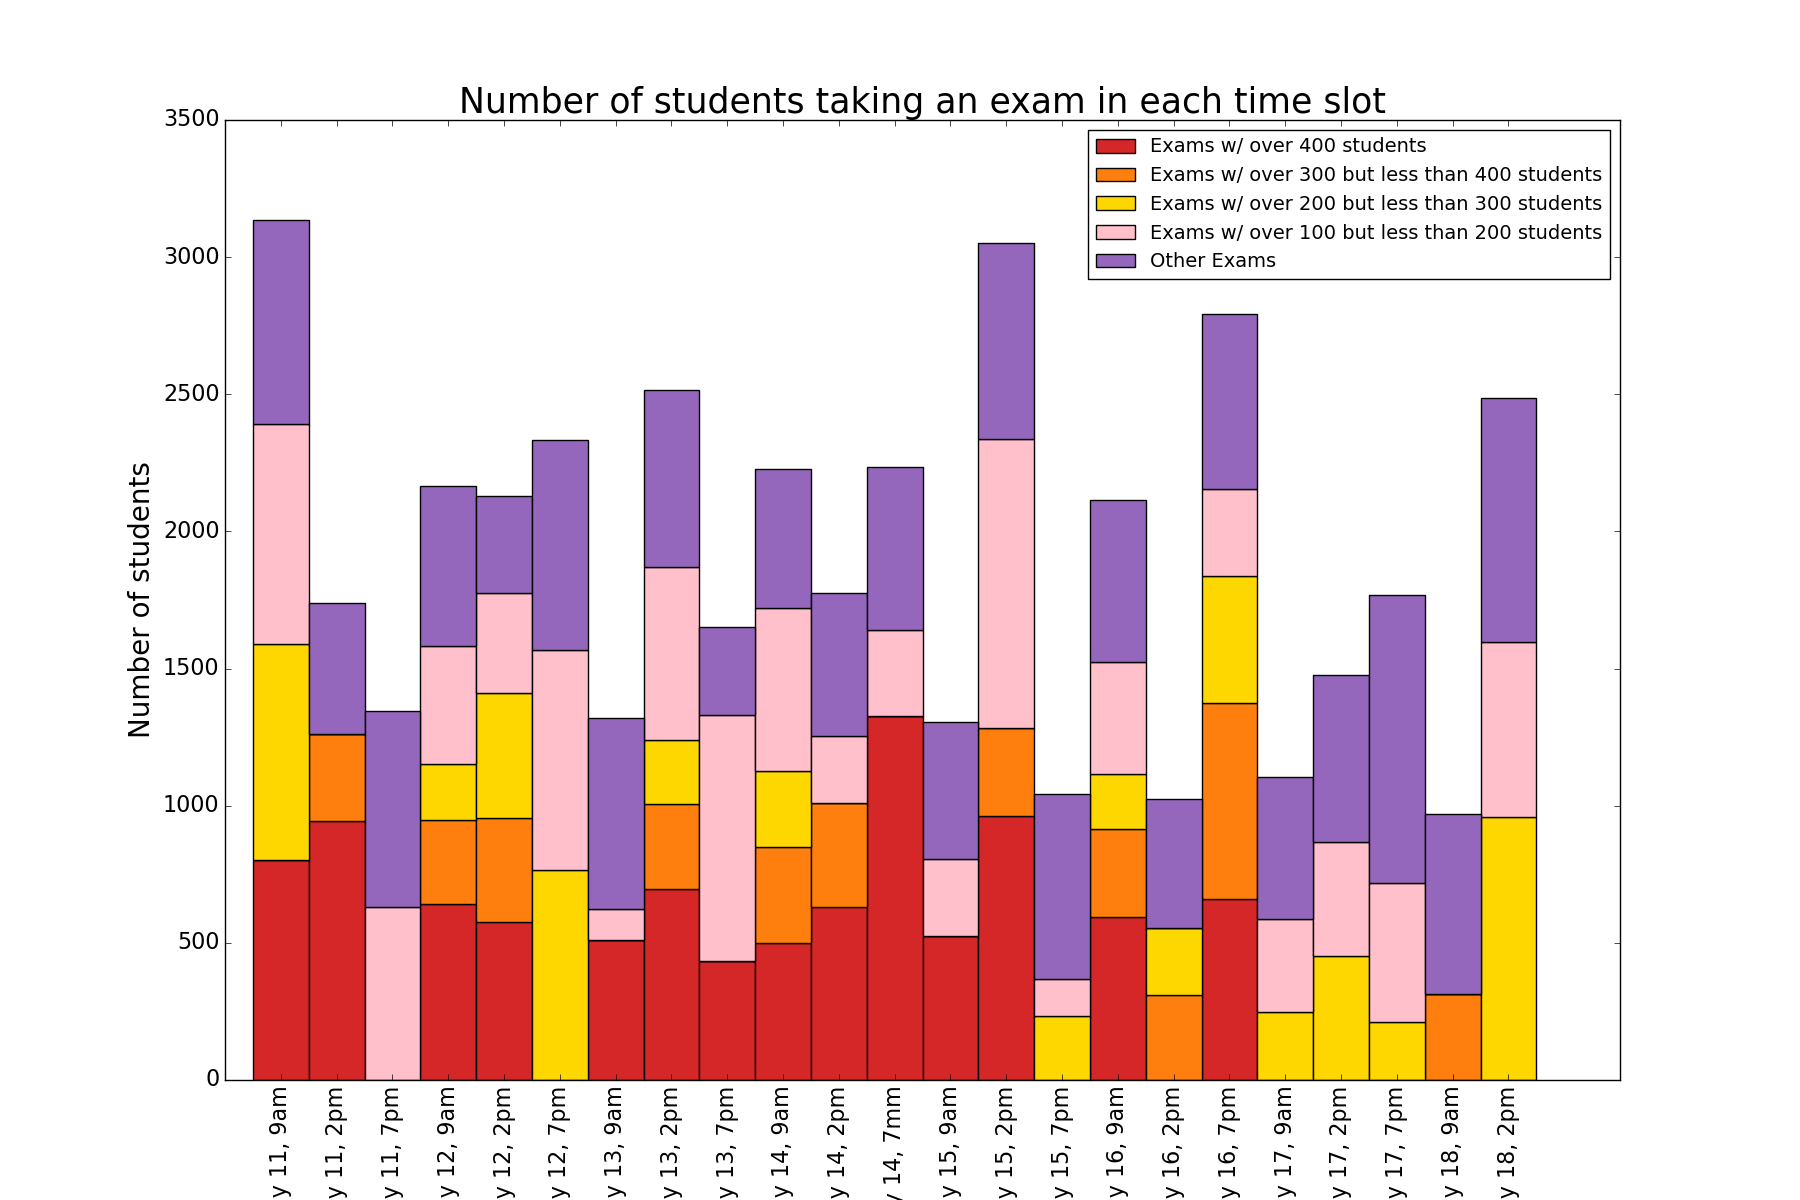 Number of students taking an exam in each time slot
3500
3000
2500
2000
1500
1000
500
0
Number of students
Exams w/ over 400 students
Exams w/ over 300 but less than 400 students
Exams w/ over 200 but less than 300 students
Exams w/ over 100 but less than 200 students
Other Exams
y 11, 9am
y 11, 2pm
y 11, 7pm
y 12, 9am
y 12, 2pm
y 12, 7pm
y 13, 9am
y 13, 2pm
y 13, 7pm
y 14, 9am
y 14, 2pm
y 14, 7mm
y 15, 9am
y 15, 2pm
y 15, 7pm
y 16, 9am
y 16, 2pm
y 16, 7pm
y 17, 9am
y 17, 2pm
y 17, 7pm
y 18, 9am
y 18, 2pm